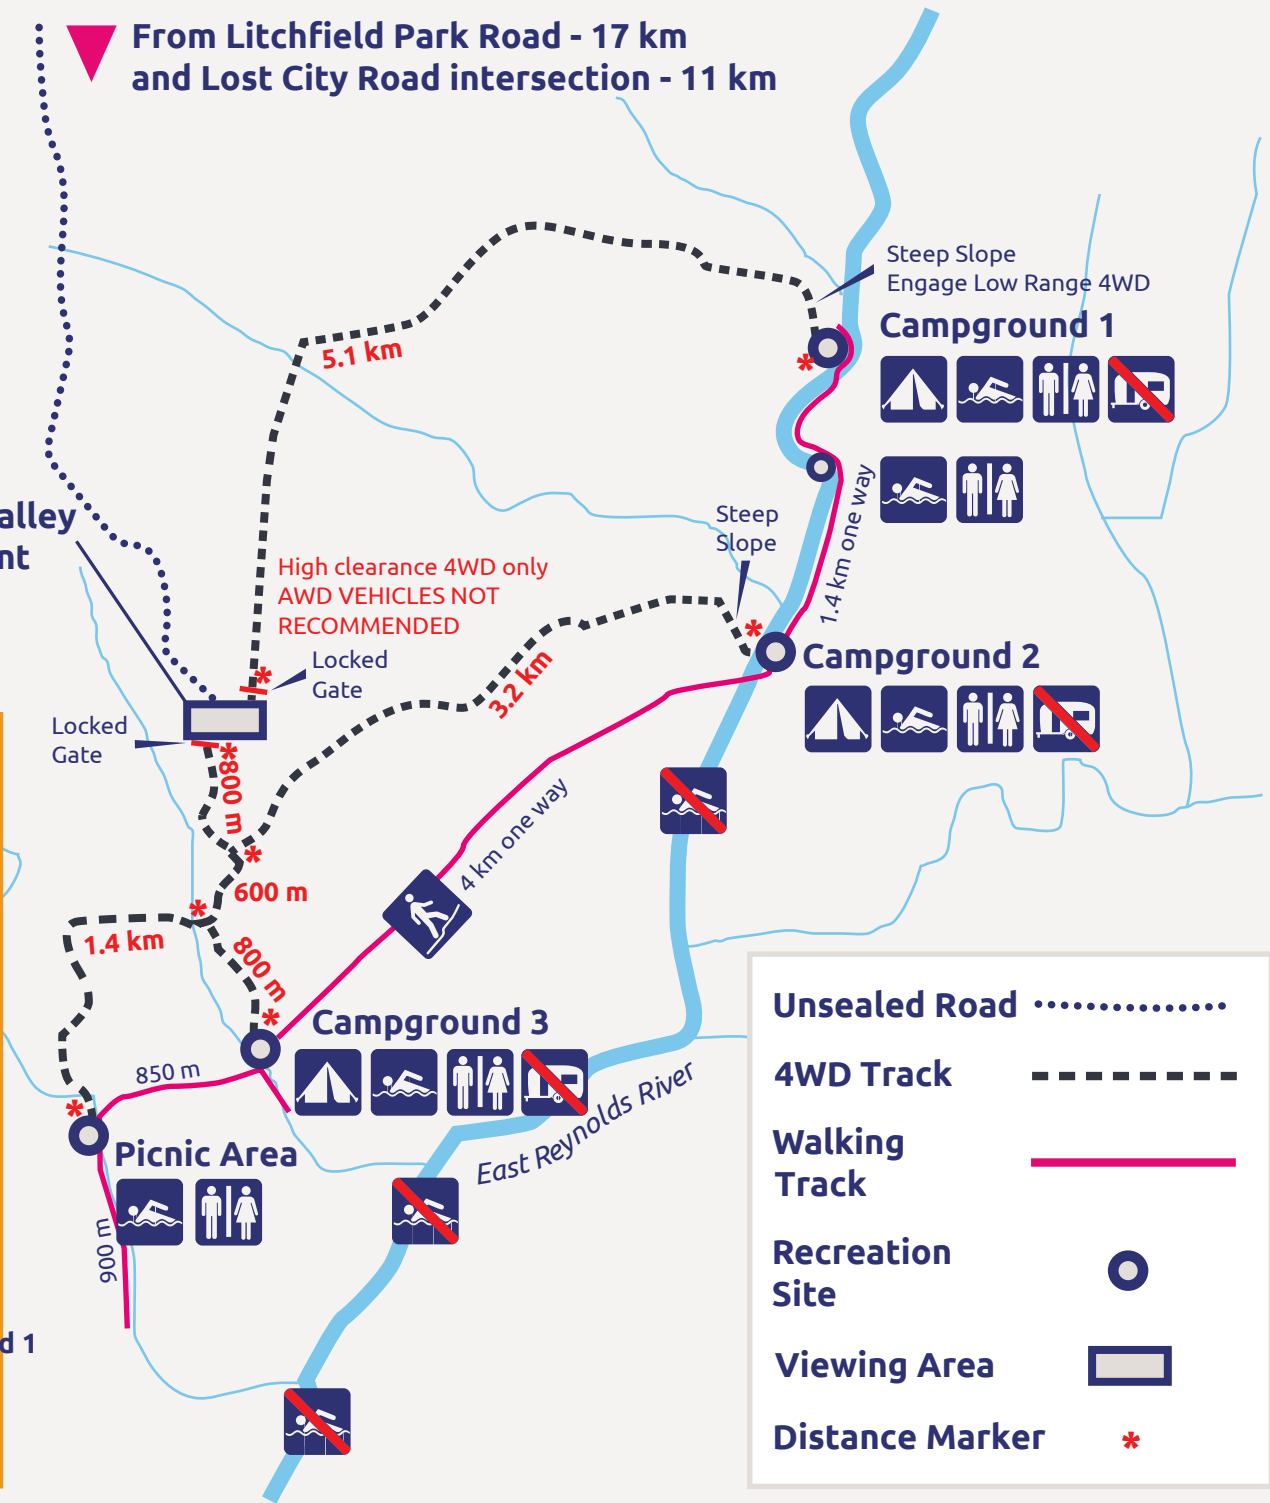 From Litchfield Park Road - 17 km
and Lost City Road intersection - 11 km
Steep Slope
Engage Low Range 4WD
Campground 1
5.1 km
*
1.4 km one way
Steep
Slope
alley
nt
High clearance 4WD only
AWD VEHICLES NOT
RECOMMENDED
Locked
Gate
*
*
Campground 2
3.2 km
Locked
Gate
*
800 m
*
600 m
4 km one way
*
1.4 km
800 m
*
Campground 3
850 m
*
Picnic Area
East Reynolds River
900 m
d 1
Unsealed Road
4WD Track
Walking
Track
Recreation
Site
Viewing Area
Distance Marker *